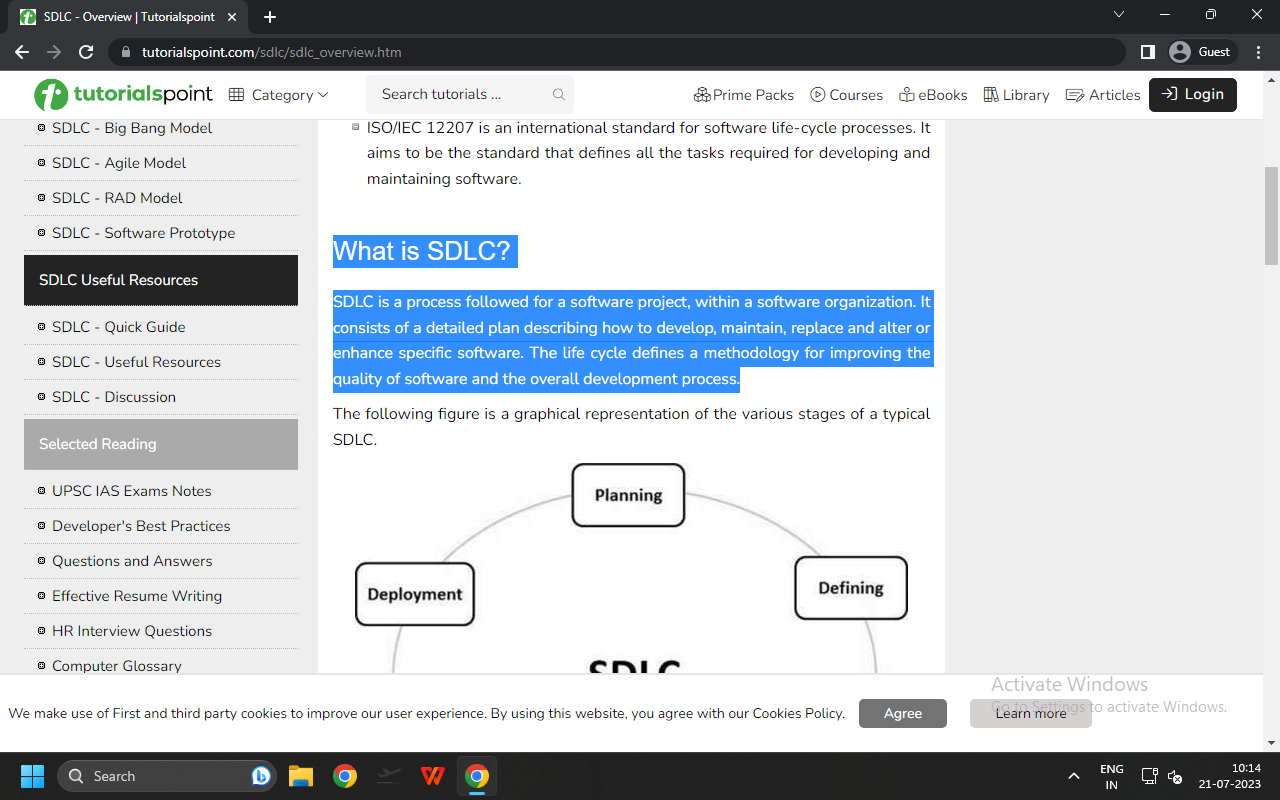 SDLC - Overview | Tutorialspoint
tutorialspoint.com/sdlc/sdlc_overview.htm
Guest
tutorialspoint
Category
Search tutorials ...
Prime Packs
Courses
eBooks
Library
Articles
Login
SDLC - Big Bang Model
SDLC - Agile Model
SDLC - RAD Model
SDLC - Software Prototype
SDLC Useful Resources
SDLC - Quick Guide
SDLC - Useful Resources
SDLC - Discussion
Selected Reading
UPSC IAS Exams Notes
Developer's Best Practices
Questions and Answers
Effective Resume Writing
HR Interview Questions
Computer Glossary
ISO/IEC 12207 is an international standard for software life-cycle processes. It
aims to be the standard that defines all the tasks required for developing and
maintaining software.
What is SDLC?
SDLC is a process followed for a software project, within a software organization. It
consists of a detailed plan describing how to develop, maintain, replace and alter or
enhance specific software. The life cycle defines a methodology for improving the
quality of software and the overall development process.
The following figure is a graphical representation of the various stages of a typical
SDLC.
Planning
Deployment
Defining
SDLC
We make use of First and third party cookies to improve our user experience. By using this website, you agree with our Cookies Policy.
Agree
Learn more
Activate Windows
Go to Settings to activate Windows.
Search
ENG
IN
10:14
21-07-2023